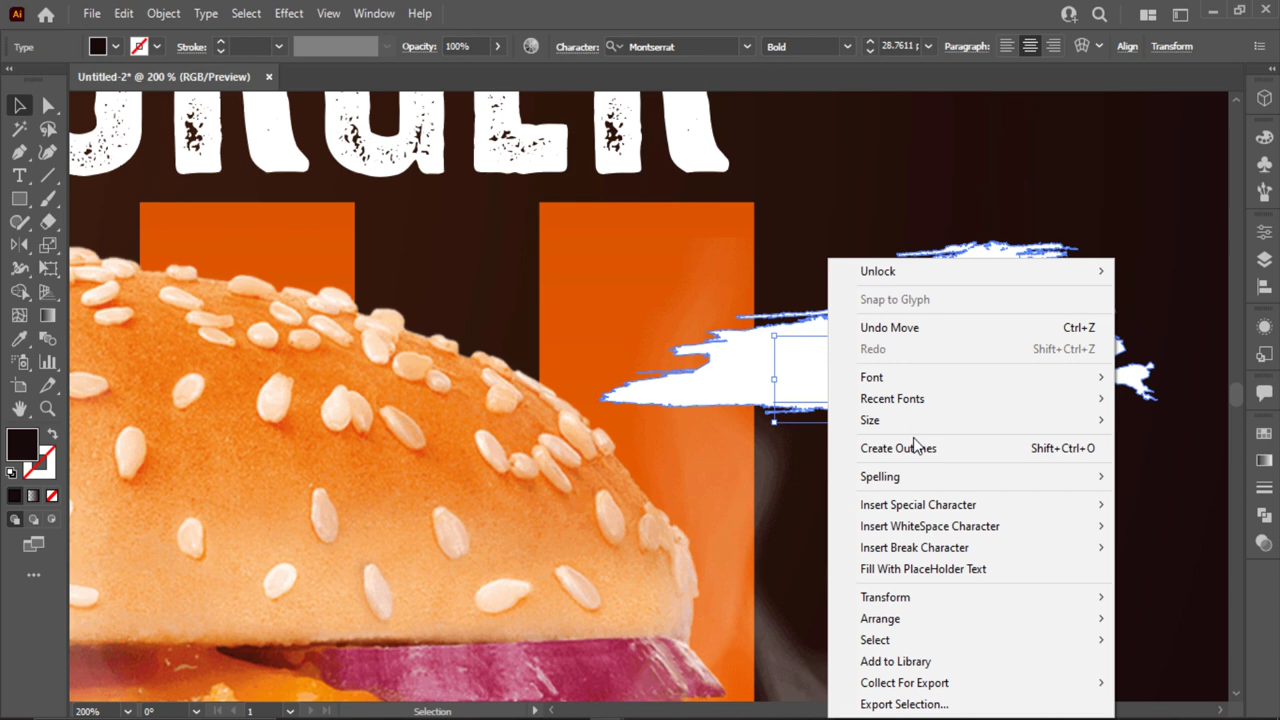 Ai File Edit Object Type Select Effect View Window Help
Type Stroke: Opacity: 100% Character: Montserrat Bold 28.7611 p Paragraph: Align Transform
Untitled-2* @ 200 % (RGB/Preview)
Unlock
Snap to Glyph
Undo Move Ctrl+Z
Redo Shift+Ctrl+Z
Font
Recent Fonts
Size
Create Outlines Shift+Ctrl+O
Spelling
Insert Special Character
Insert WhiteSpace Character
Insert Break Character
Fill With PlaceHolder Text
Transform
Arrange
Select
Add to Library
Collect For Export
Export Selection...
200% 0° 1 Selection